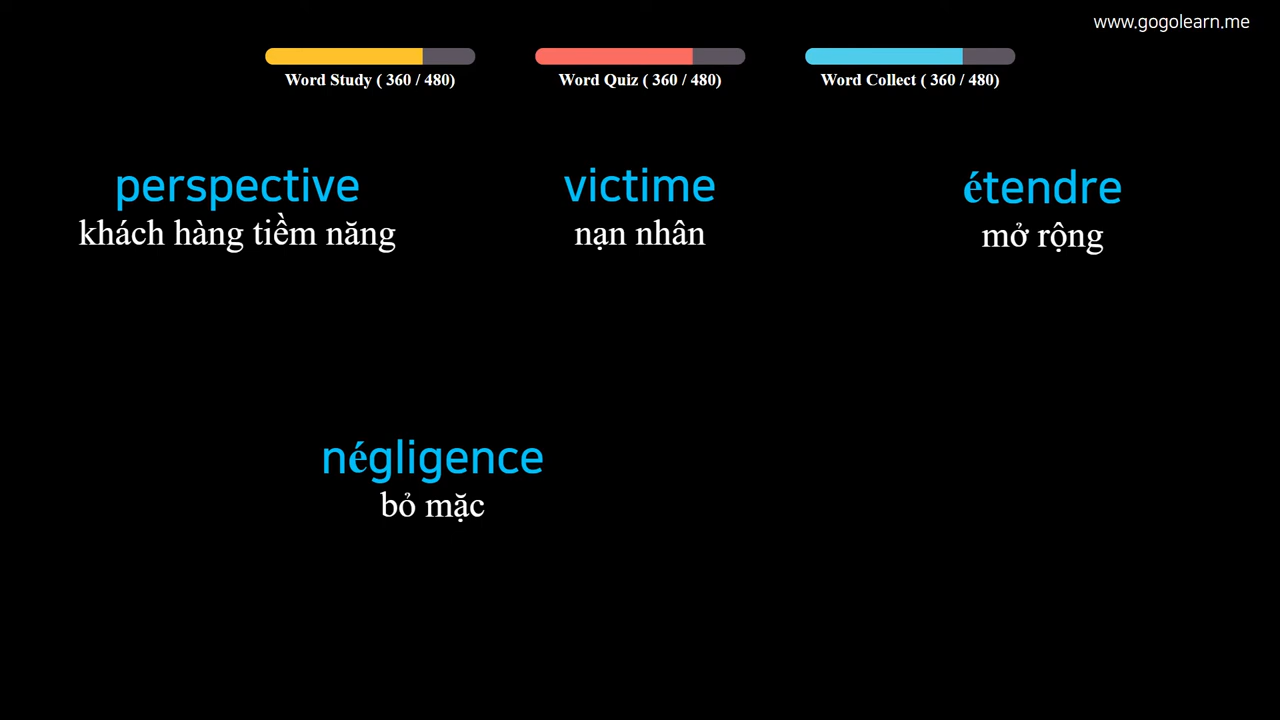 www.gogolearn.me
Word Study ( 360 / 480)
Word Quiz ( 360 / 480)
Word Collect ( 360 / 480)
perspective
khách hàng tiềm năng
victime
nạn nhân
étendre
mở rộng
négligence
bỏ mặc